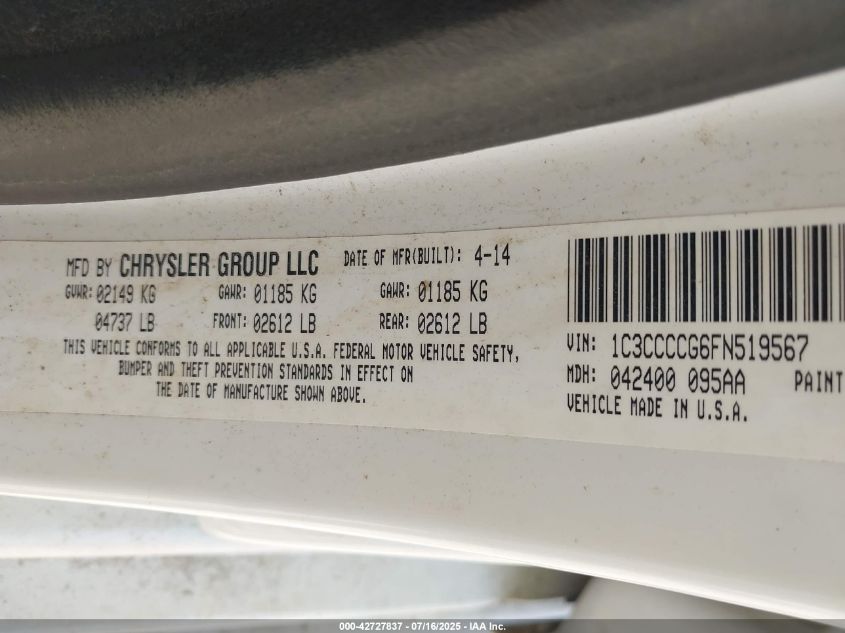 MFD BY CHRYSLER GROUP LLC DATE OF MFR(BUILT): 4-14
GVWR: 02149 KG GAWR: 01185 KG GAWR: 01185 KG
04737 LB FRONT: 02612 LB REAR: 02612 LB
THIS VEHICLE CONFORMS TO ALL APPLICABLE U.S.A. FEDERAL MOTOR VEHICLE SAFETY,
BUMPER AND THEFT PREVENTION STANDARDS IN EFFECT ON
THE DATE OF MANUFACTURE SHOWN ABOVE.
VIN: 1C3CCCCG6FN519567
MDH: 042400 095AA PAINT
VEHICLE MADE IN U.S.A.
000-42727837 - 07/16/2025 - IAA Inc.